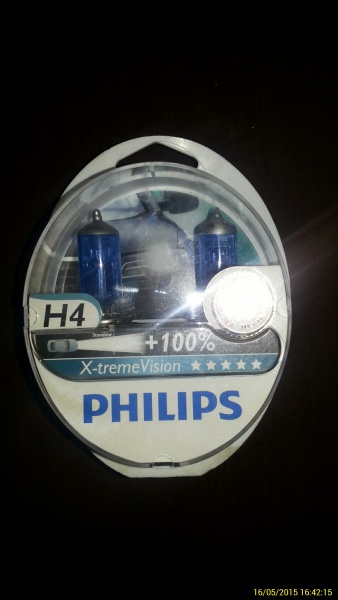 H4
+100%
X-tremeVision
PHILIPS
16/05/2015 16:42:15